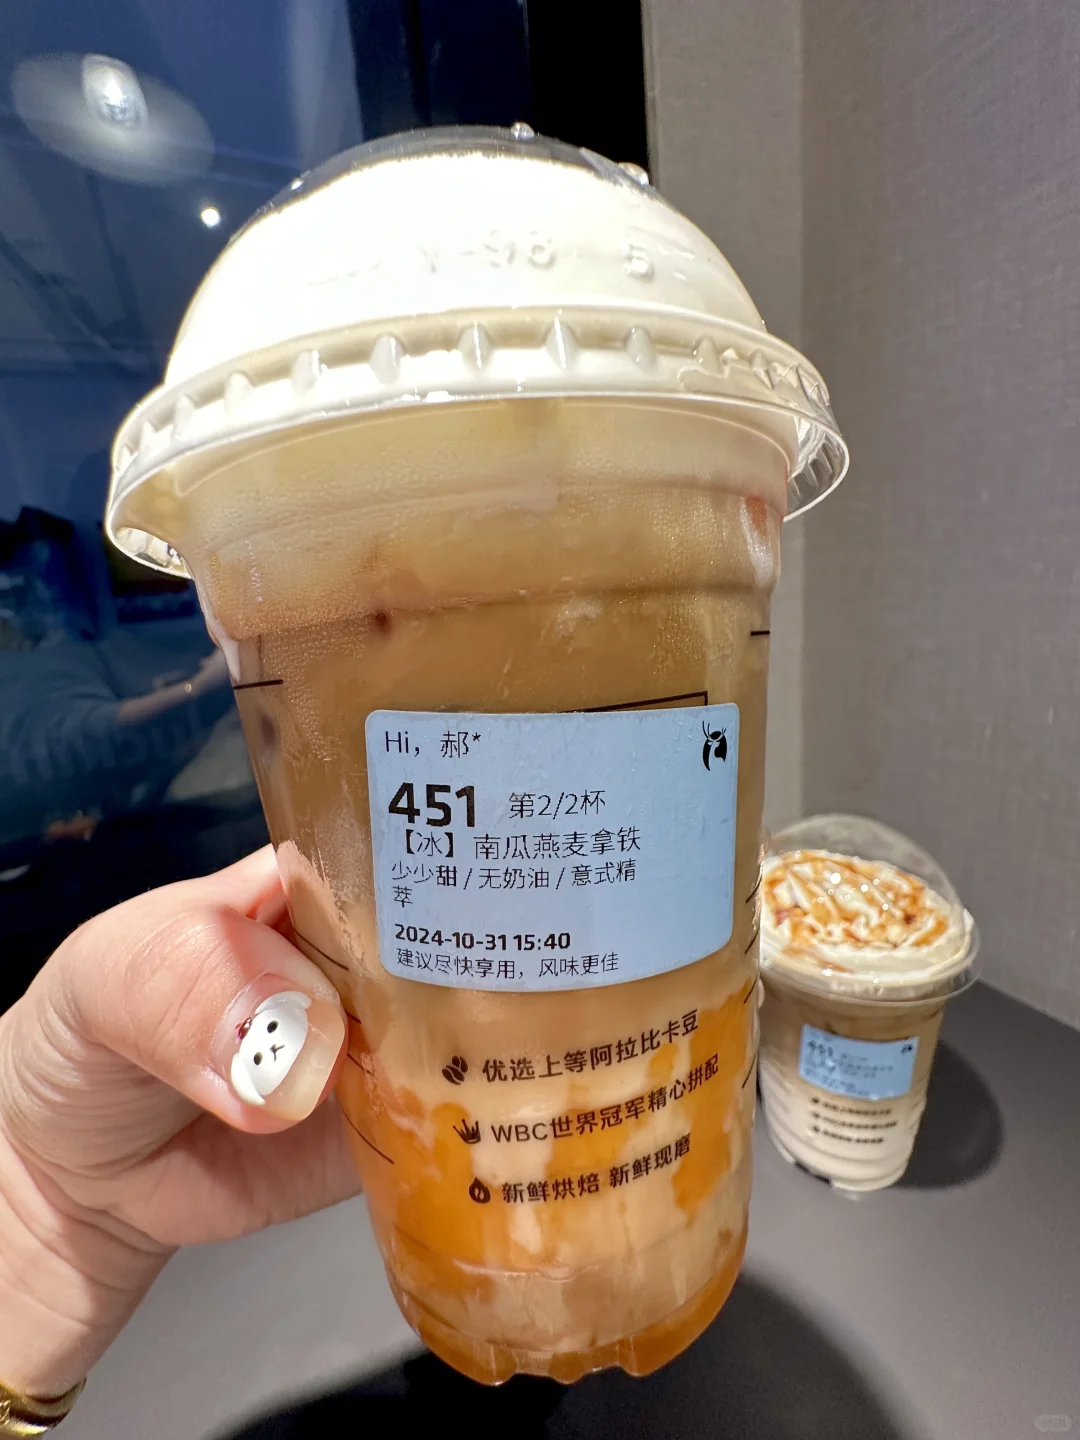 Hi，郝*
451 第2/2杯
【冰】南瓜燕麦拿铁
少少甜/无奶油/意式精
萃
2024-10-31 15:40
建议尽快享用，风味更佳
优选上等阿拉比卡豆
WBC世界冠军精心拼配
新鲜烘焙 新鲜现磨
451